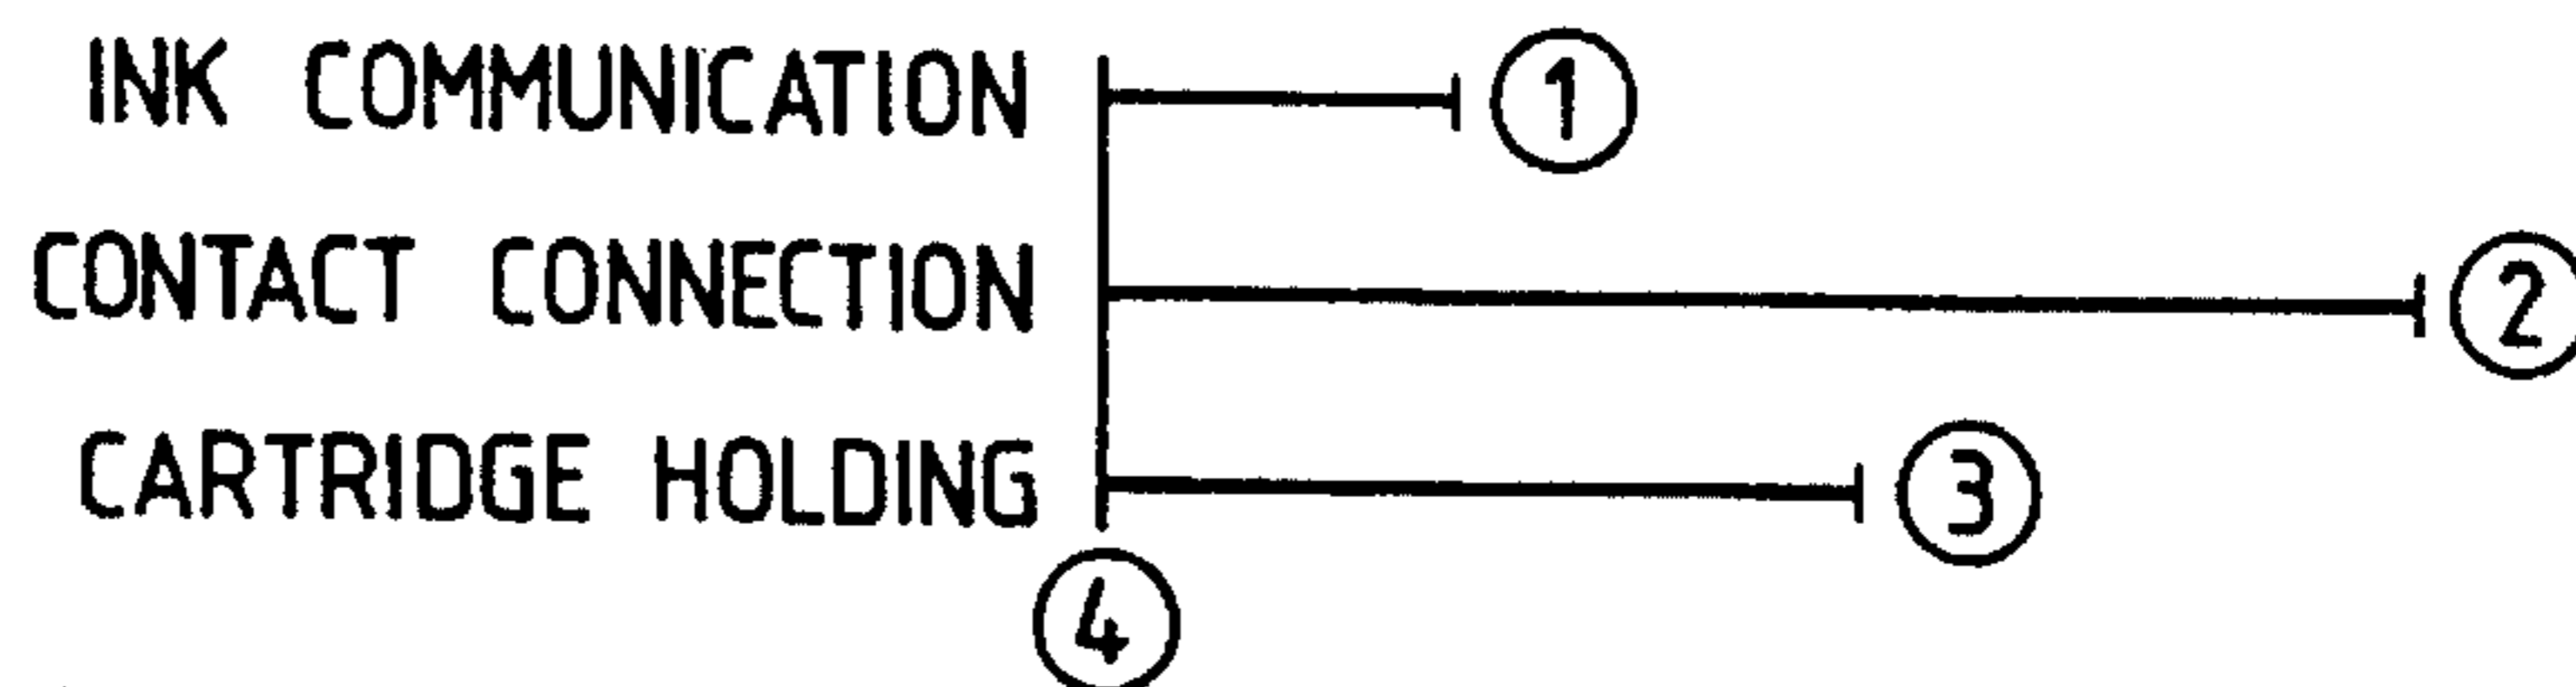 INK COMMUNICATION ①
CONTACT CONNECTION ②
CARTRIDGE HOLDING ③
④